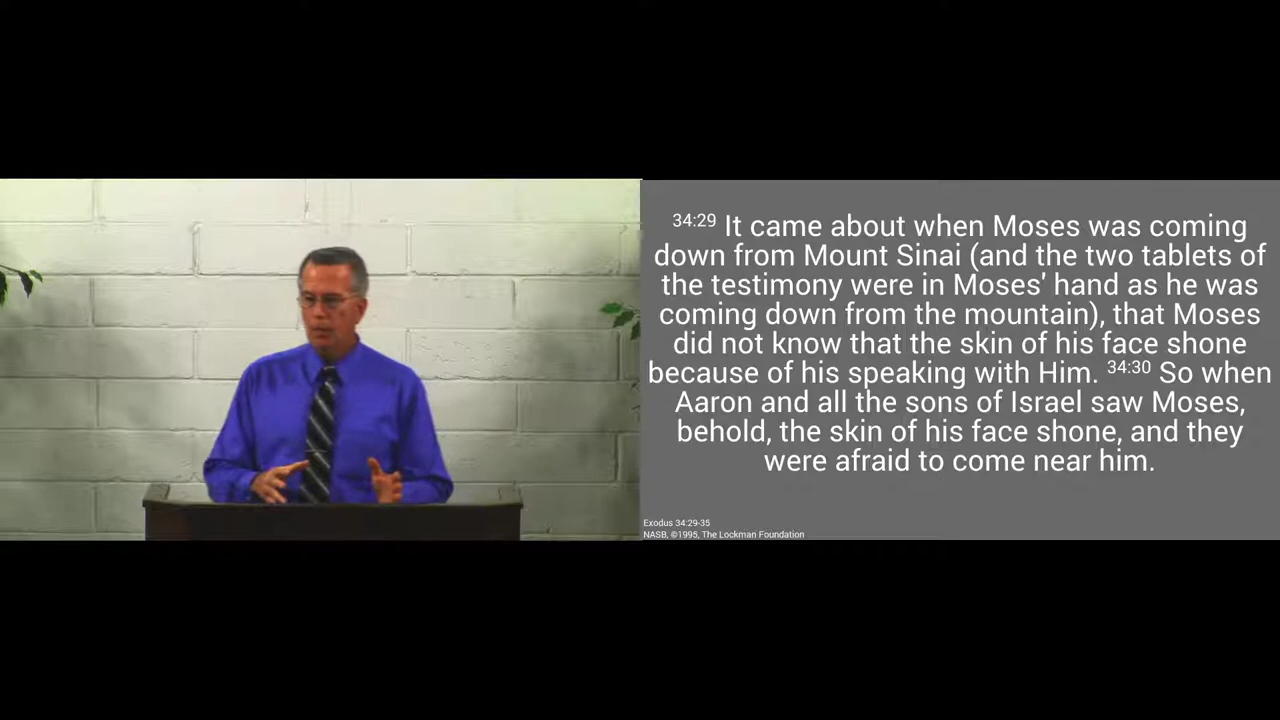 34:29 It came about when Moses was coming
down from Mount Sinai (and the two tablets of
the testimony were in Moses' hand as he was
coming down from the mountain), that Moses
did not know that the skin of his face shone
because of his speaking with Him. 34:30 So when
Aaron and all the sons of Israel saw Moses,
behold, the skin of his face shone, and they
were afraid to come near him.
Exodus 34:29-35
NASB, ©1995, The Lockman Foundation